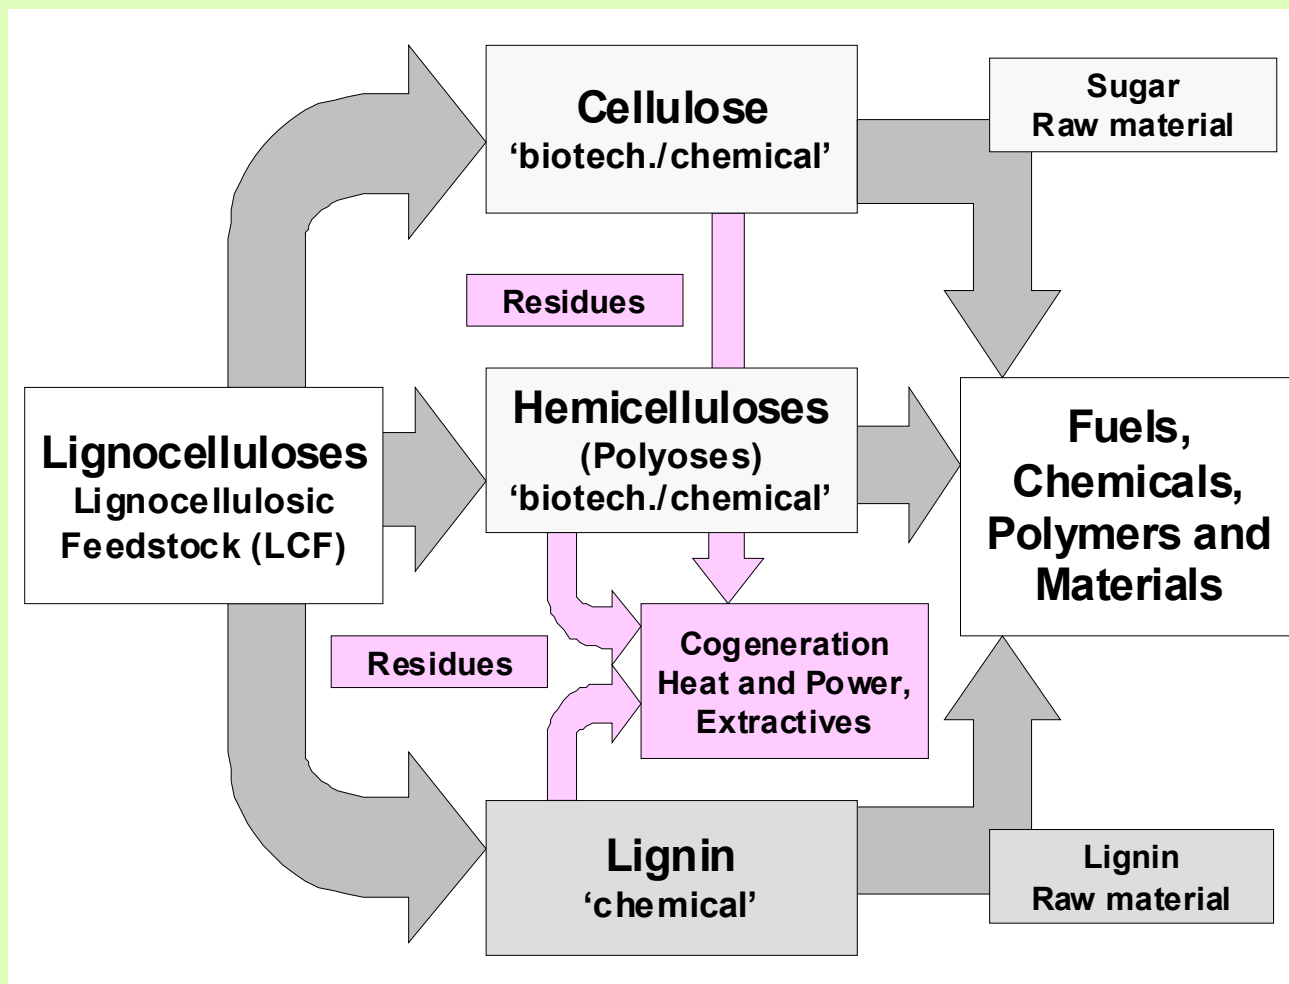 Cellulose
‘biotech./chemical’
Sugar
Raw material
Residues
Lignocelluloses
Lignocellulosic
Feedstock (LCF)
Hemicelluloses
(Polyoses)
‘biotech./chemical’
Fuels,
Chemicals,
Polymers and
Materials
Residues
Cogeneration
Heat and Power,
Extractives
Lignin
‘chemical’
Lignin
Raw material